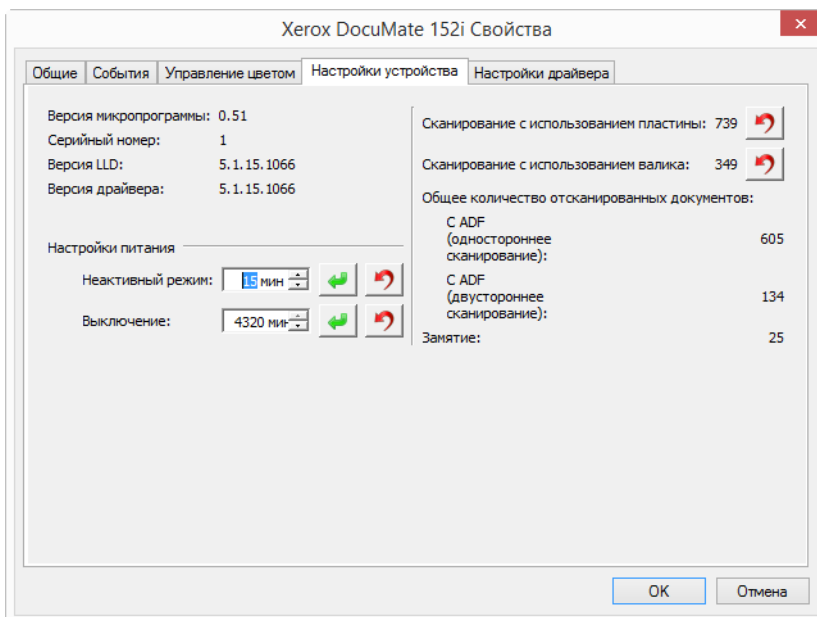 Xerox DocuMate 152i Свойства
Общие События Управление цветом Настройки устройства Настройки драйвера
Версия микропрограммы: 0.51
Серийный номер: 1
Версия LLD: 5.1.15.1066
Версия драйвера: 5.1.15.1066
Настройки питания
Неактивный режим: 15 мин
Выключение: 4320 мин
Сканирование с использованием пластины: 739
Сканирование с использованием валика: 349
Общее количество отсканированных документов:
С ADF
(одностороннее
сканирование): 605
С ADF
(двустороннее
сканирование): 134
Замятие: 25
OK Отмена